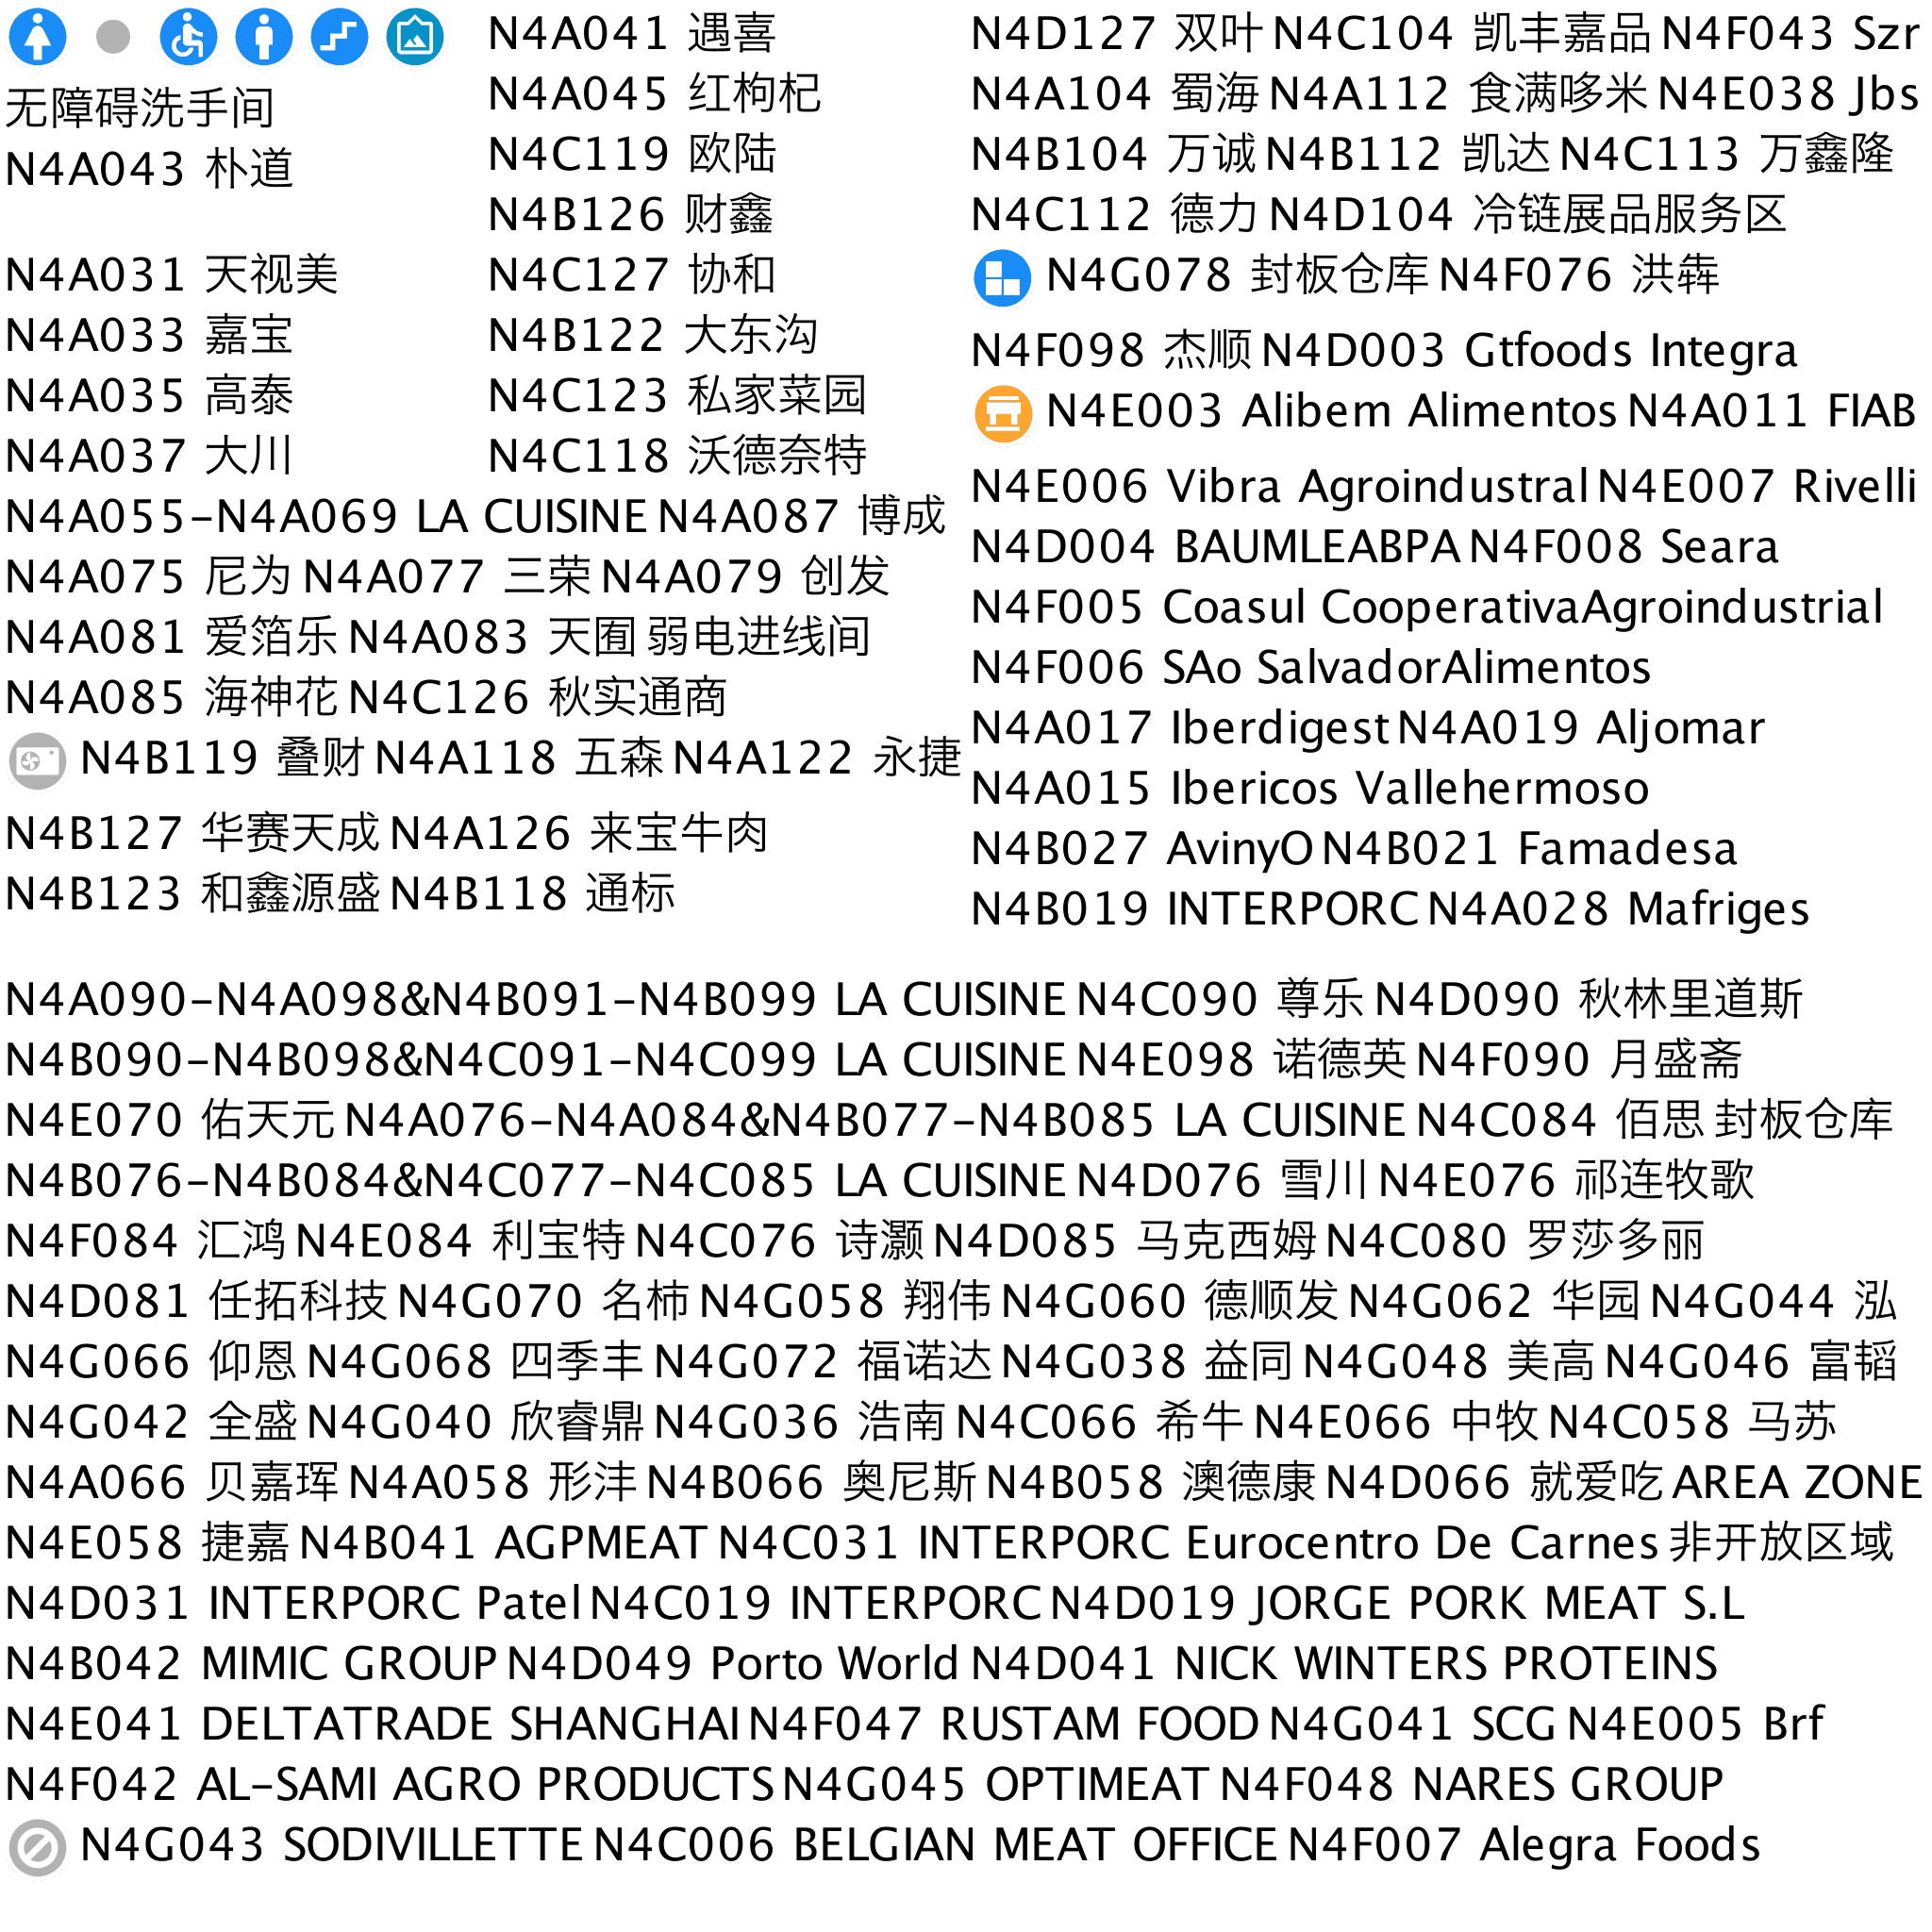 无障碍洗手间
N4A043 朴道
N4A031 天视美
N4A033 嘉宝
N4A035 高泰
N4A037 大川
N4A041 遇喜
N4A045 红枸杞
N4C119 欧陆
N4B126 财鑫
N4C127 协和
N4B122 大东沟
N4C123 私家菜园
N4C118 沃德奈特
N4A055-N4A069 LA CUISINE N4A087 博成
N4A075 尼为 N4A077 三荣 N4A079 创发
N4A081 爱箔乐 N4A083 天囿 弱电进线间
N4A085 海神花 N4C126 秋实通商
N4B119 叠财 N4A118 五森 N4A122 永捷
N4B127 华赛天成 N4A126 来宝牛肉
N4B123 和鑫源盛 N4B118 通标
N4D127 双叶 N4C104 凯丰嘉品 N4F043 Szr
N4A104 蜀海 N4A112 食满哆米 N4E038 Jbs
N4B104 万诚 N4B112 凯达 N4C113 万鑫隆
N4C112 德力 N4D104 冷链展品服务区
N4G078 封板仓库 N4F076 洪犇
N4F098 杰顺 N4D003 Gtfoods Integra
N4E003 Alibem Alimentos N4A011 FIAB
N4E006 Vibra Agroindustral N4E007 Rivelli
N4D004 BAUMLEABPA N4F008 Seara
N4F005 Coasul CooperativaAgroindustrial
N4F006 SAo SalvadorAlimentos
N4A017 Iberdigest N4A019 Aljomar
N4A015 Ibericos Vallehermoso
N4B027 AvinyO N4B021 Famadesa
N4B019 INTERPORC N4A028 Mafriges
N4A090-N4A098&N4B091-N4B099 LA CUISINE N4C090 尊乐 N4D090 秋林里道斯
N4B090-N4B098&N4C091-N4C099 LA CUISINE N4E098 诺德英 N4F090 月盛斋
N4E070 佑天元 N4A076-N4A084&N4B077-N4B085 LA CUISINE N4C084 佰思 封板仓库
N4B076-N4B084&N4C077-N4C085 LA CUISINE N4D076 雪川 N4E076 祁连牧歌
N4F084 汇鸿 N4E084 利宝特 N4C076 诗灏 N4D085 马克西姆 N4C080 罗莎多丽
N4D081 任拓科技 N4G070 名柿 N4G058 翔伟 N4G060 德顺发 N4G062 华园 N4G044 泓
N4G066 仰恩 N4G068 四季丰 N4G072 福诺达 N4G038 益同 N4G048 美高 N4G046 富韬
N4G042 全盛 N4G040 欣睿鼎 N4G036 浩南 N4C066 希牛 N4E066 中牧 N4C058 马苏
N4A066 贝嘉珲 N4A058 形沣 N4B066 奥尼斯 N4B058 澳德康 N4D066 就爱吃 AREA ZONE
N4E058 捷嘉 N4B041 AGPMEAT N4C031 INTERPORC Eurocentro De Carnes 非开放区域
N4D031 INTERPORC Patel N4C019 INTERPORC N4D019 JORGE PORK MEAT S.L
N4B042 MIMIC GROUP N4D049 Porto World N4D041 NICK WINTERS PROTEINS
N4E041 DELTATRADE SHANGHAI N4F047 RUSTAM FOOD N4G041 SCG N4E005 Brf
N4F042 AL-SAMI AGRO PRODUCTS N4G045 OPTIMEAT N4F048 NARES GROUP
N4G043 SODIVILLETTE N4C006 BELGIAN MEAT OFFICE N4F007 Alegra Foods